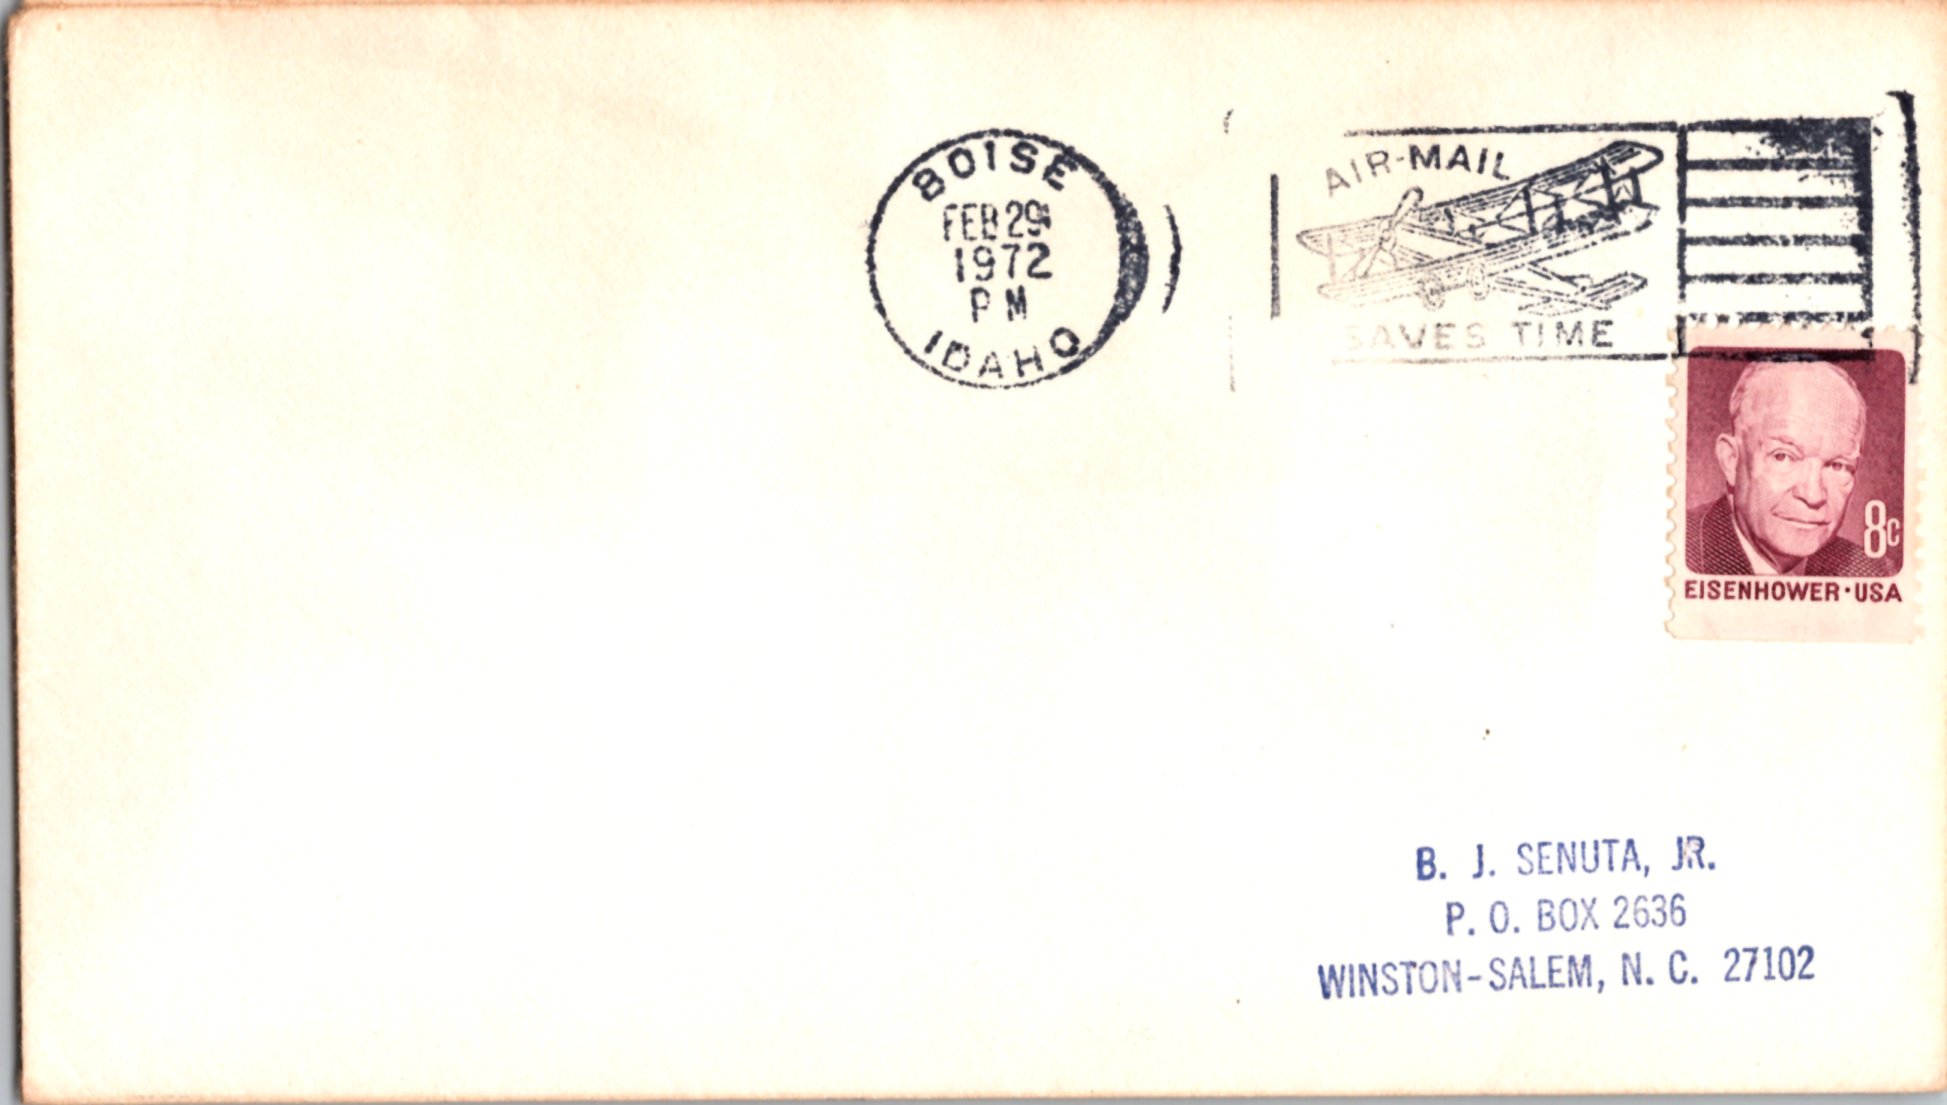 BOISE
FEB 29
1972
PM
IDAHO
AIR-MAIL
SAVES TIME
8c
EISENHOWER·USA
B. J. SENUTA, JR.
P. O. BOX 2636
WINSTON-SALEM, N. C. 27102